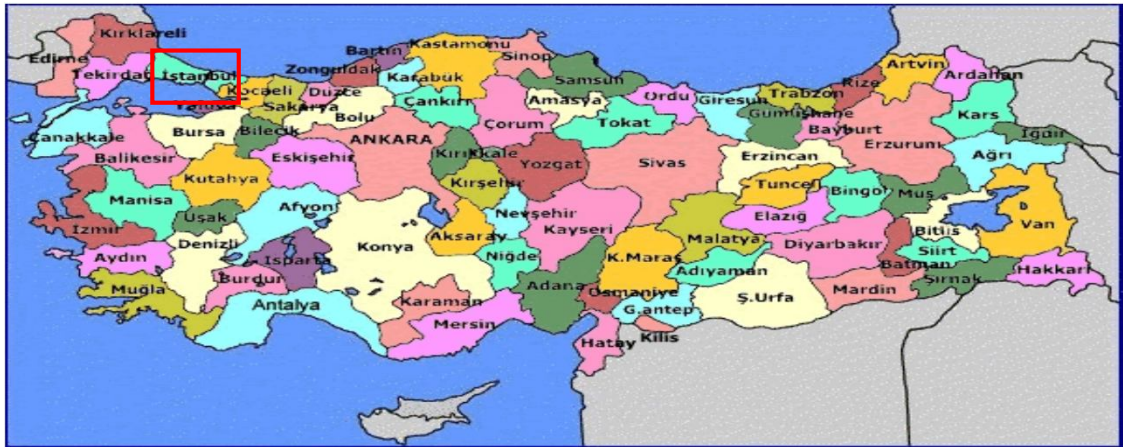 Kırklareli
Edirne
Tekirdağ
İstanbul
Kocaeli
Yalova
Sakarya
Düzce
Zonguldak
Bartın
Karabük
Kastamonu
Sinop
Samsun
Ordu
Giresun
Trabzon
Rize
Artvin
Ardahan
Çanakkale
Balikesir
Bursa
Bilecik
Bolu
Çankırı
Çorum
Amasya
Tokat
Gümüşhane
Bayburt
Erzurum
Kars
Iğdır
Ağrı
Kutahya
Eskişehir
ANKARA
Kırıkkale
Yozgat
Sivas
Erzincan
Tunceli
Bingöl
Muş
Manisa
Uşak
Afyon
Kırşehir
Nevşehir
Kayseri
Malatya
Elazığ
Diyarbakır
Bitlis
Van
İzmir
Aydın
Denizli
Isparta
Konya
Aksaray
Niğde
K.Maraş
Adıyaman
Batman
Siirt
Şırnak
Hakkari
Muğla
Burdur
Antalya
Karaman
Mersin
Adana
Osmaniye
G.antep
Ş.Urfa
Mardin
Hatay
Kilis